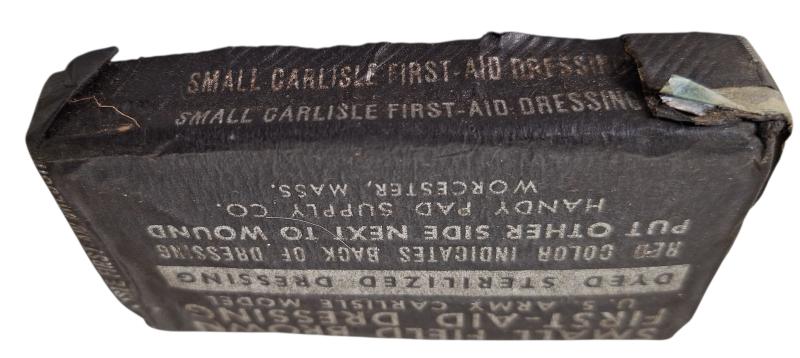 SMALL CARLISLE FIRST-AID DRESSING
SMALL CARLISLE FIRST-AID DRESSING
SMALL FIELD BROWN
FIRST-AID DRESSING
U. S. ARMY CARLISLE MODEL
DYED STERILIZED DRESSING
RED COLOR INDICATES BACK OF DRESSING
PUT OTHER SIDE NEXT TO WOUND
HANDY PAD SUPPLY CO.
WORCESTER, MASS.